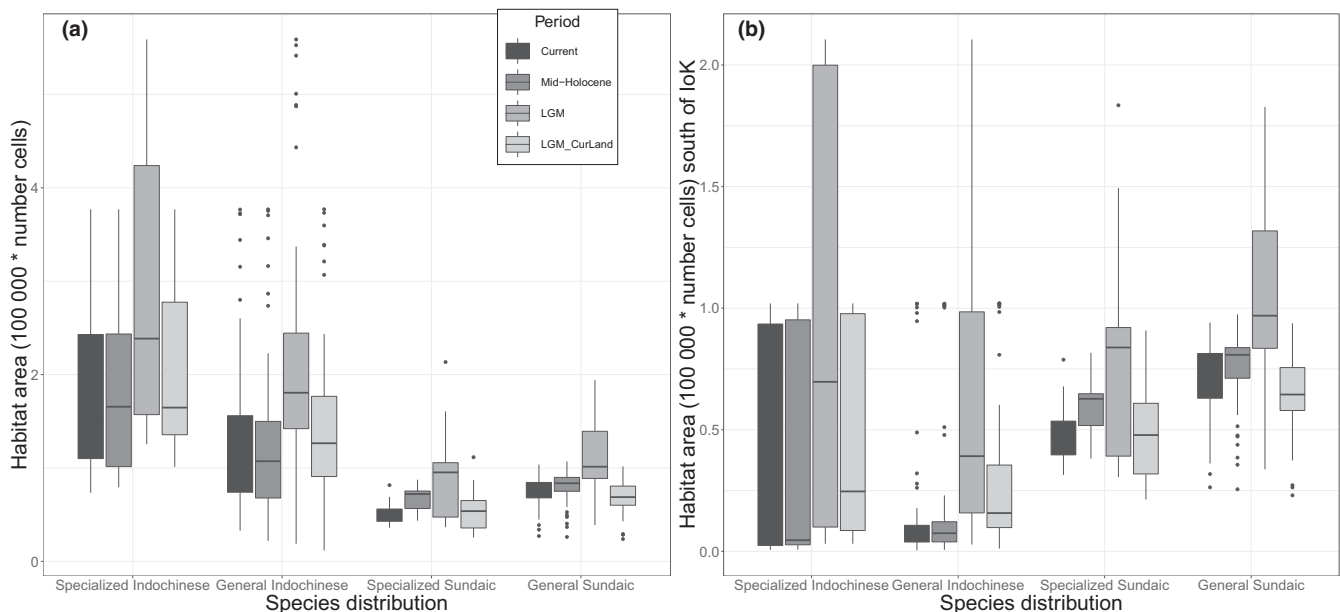 (a)
Period
Current
Mid-Holocene
LGM
LGM_CurLand
Habitat area (100 000 * number cells)
4
2
0
Specialized Indochinese General Indochinese Specialized Sundaic General Sundaic
Species distribution
(b)
Habitat area (100 000 * number cells) south of IoK
2.0
1.5
1.0
0.5
0.0
Specialized Indochinese General Indochinese Specialized Sundaic General Sundaic
Species distribution